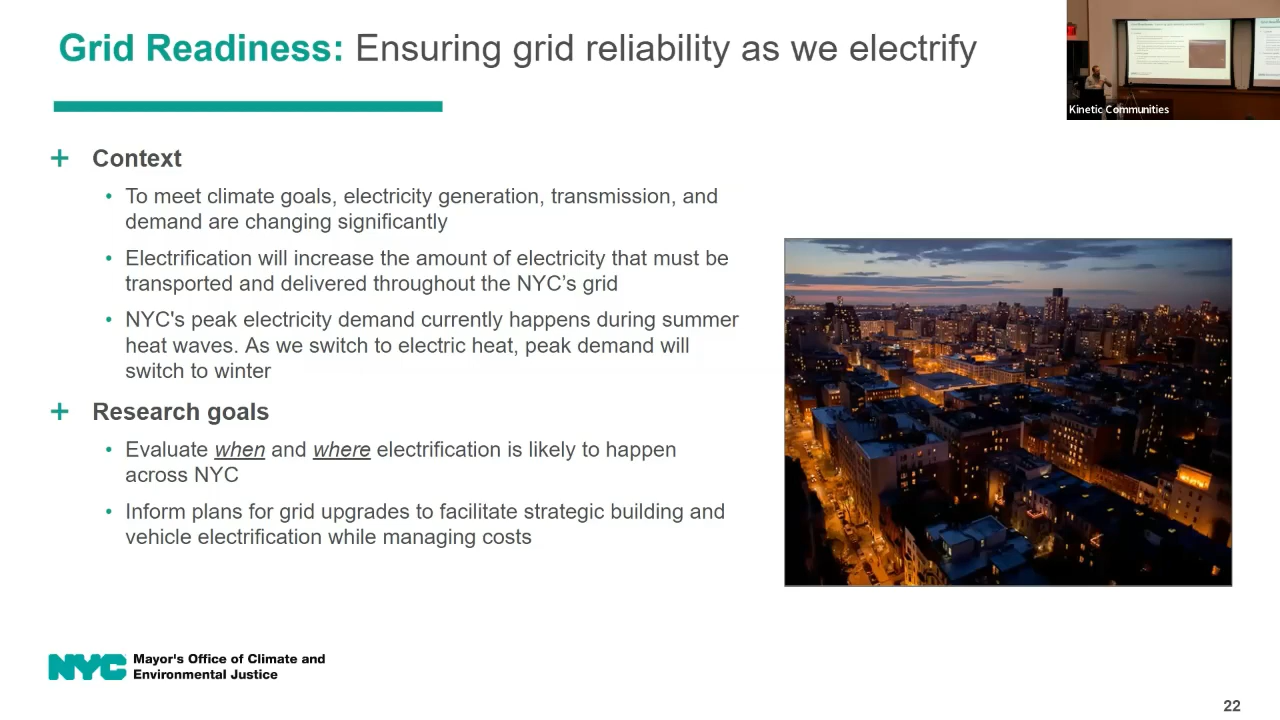 Grid Readiness: Ensuring grid reliability as we electrify
Kinetic Communities
+ Context
• To meet climate goals, electricity generation, transmission, and
demand are changing significantly
• Electrification will increase the amount of electricity that must be
transported and delivered throughout the NYC’s grid
• NYC's peak electricity demand currently happens during summer
heat waves. As we switch to electric heat, peak demand will
switch to winter
+ Research goals
• Evaluate when and where electrification is likely to happen
across NYC
• Inform plans for grid upgrades to facilitate strategic building and
vehicle electrification while managing costs
NYC
Mayor's Office of Climate and
Environmental Justice
22